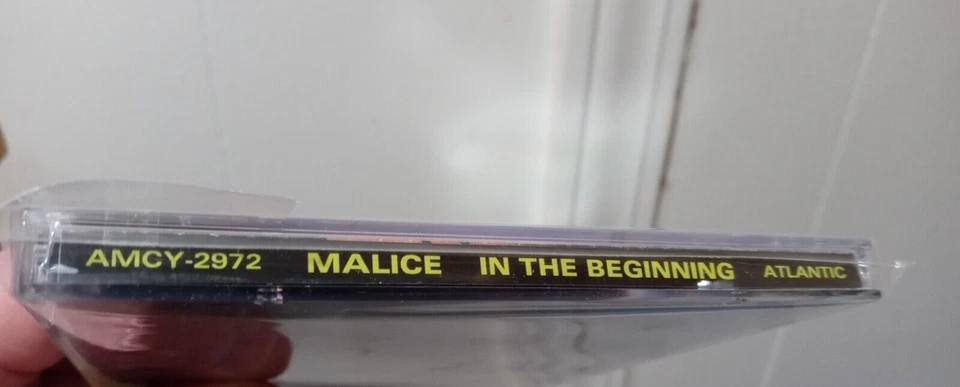 AMCY-2972 MALICE IN THE BEGINNING ATLANTIC